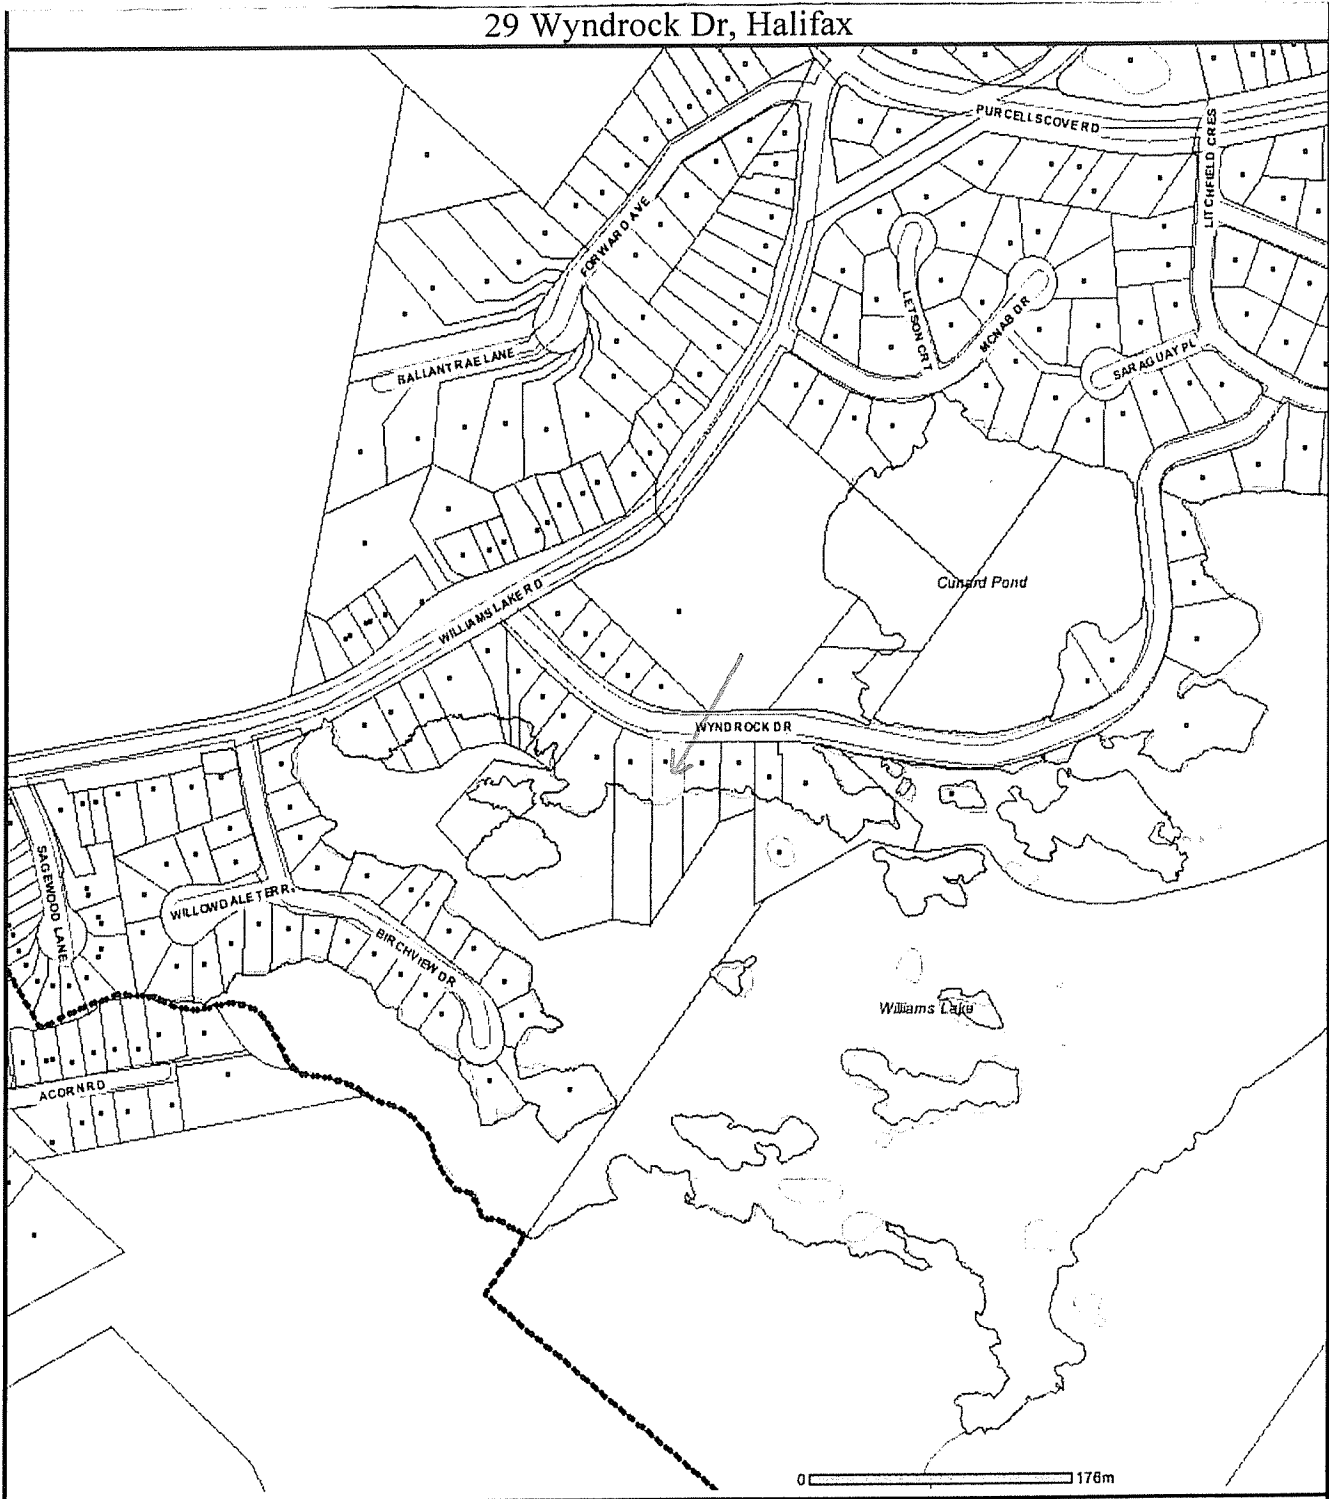 29 Wyndrock Dr, Halifax
PURCELLS COVE RD
LITCHFIELD CRES
FORWARD AVE
LETSON CRT
MCNAB DR
SARAGUAY PL
BALLANTRAE LANE
Cunard Pond
WILLIAMS LAKE RD
WYNDROCK DR
SAGEWOOD LANE
WILLOWDALE TERR
BIRCHVIEW DR
Williams Lake
ACORN RD
0 176m